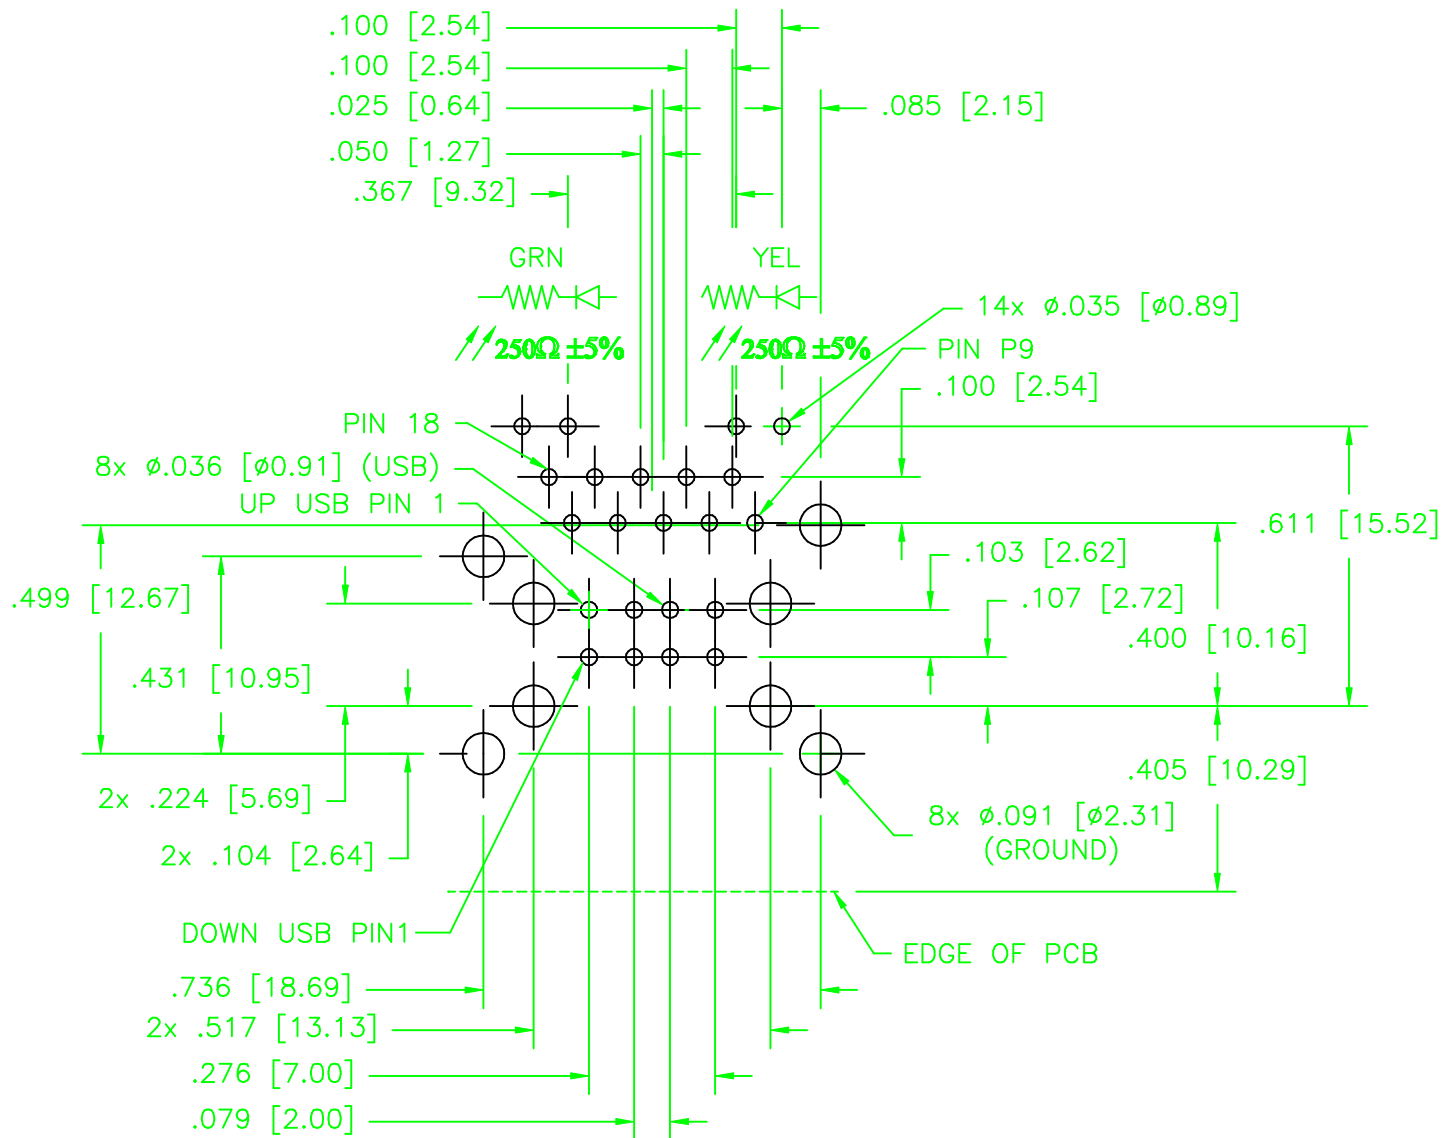 .100 [2.54]
.100 [2.54]
.025 [0.64]
.085 [2.15]
.050 [1.27]
.367 [9.32]
GRN
YEL
14x ø.035 [ø0.89]
250Ω ±5%
250Ω ±5%
PIN P9
.100 [2.54]
PIN 18
8x ø.036 [ø0.91] (USB)
UP USB PIN 1
.611 [15.52]
.103 [2.62]
.499 [12.67]
.107 [2.72]
.400 [10.16]
.431 [10.95]
.405 [10.29]
2x .224 [5.69]
8x ø.091 [ø2.31]
(GROUND)
2x .104 [2.64]
DOWN USB PIN1
EDGE OF PCB
.736 [18.69]
2x .517 [13.13]
.276 [7.00]
.079 [2.00]